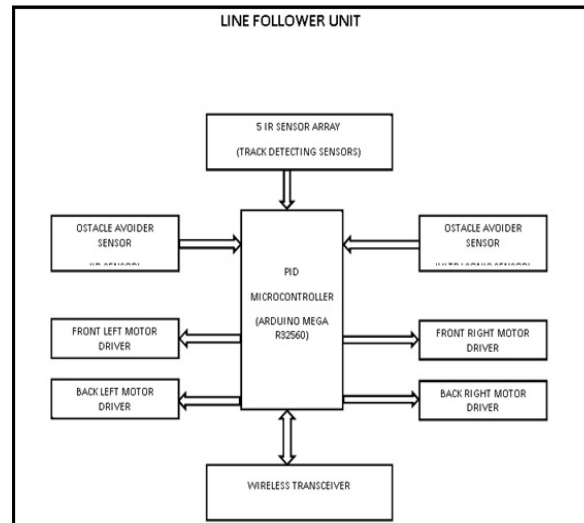 LINE FOLLOWER UNIT
5 IR SENSOR ARRAY
(TRACK DETECTING SENSORS)
OSTACLE AVOIDER
SENSOR
OSTACLE AVOIDER
SENSOR
PID
MICROCONTROLLER
(ARDUINO MEGA
R32560)
FRONT LEFT MOTOR
DRIVER
FRONT RIGHT MOTOR
DRIVER
BACK LEFT MOTOR
DRIVER
BACK RIGHT MOTOR
DRIVER
WIRELESS TRANSCEIVER